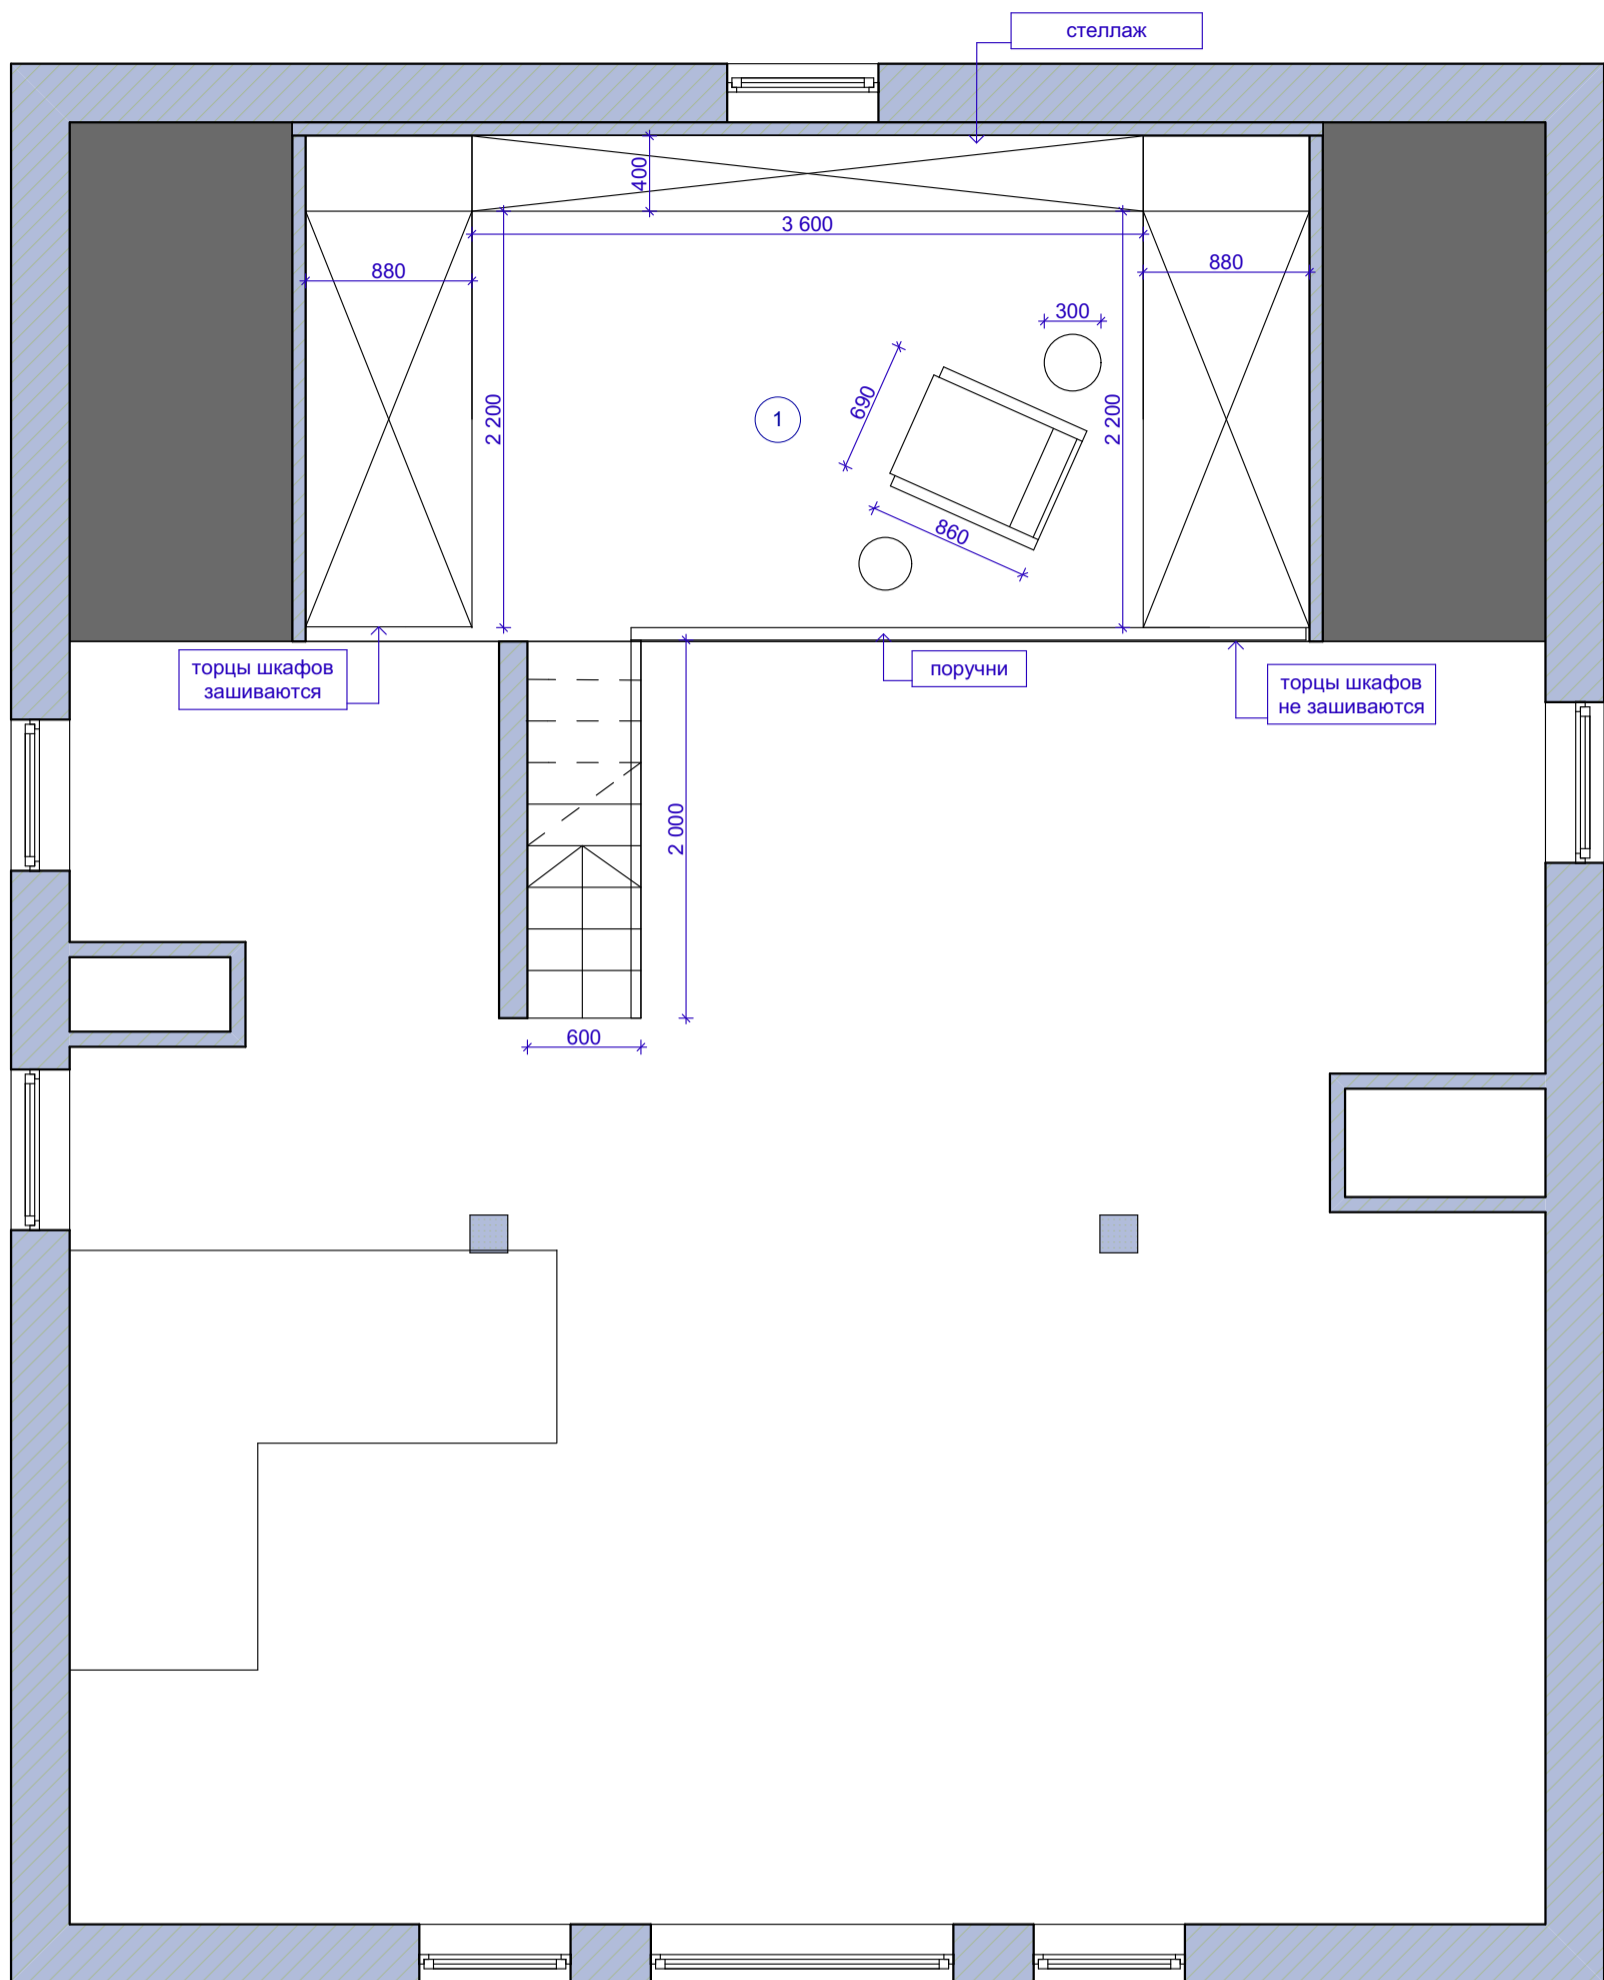 стеллаж
400
3 600
880
880
300
690
2 200
1
2 200
860
торцы шкафов
зашиваются
поручни
торцы шкафов
не зашиваются
2 000
600